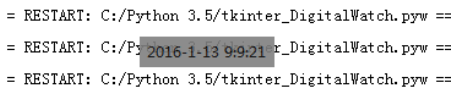 = RESTART: C:/Python 3.5/tkinter_DigitalWatch.pyw ==
= RESTART: C:/Py r_DigitalWatch.pyw ==
2016-1-13 9:9:21
= RESTART: C:/Python 3.5/tkinter_DigitalWatch.pyw ==